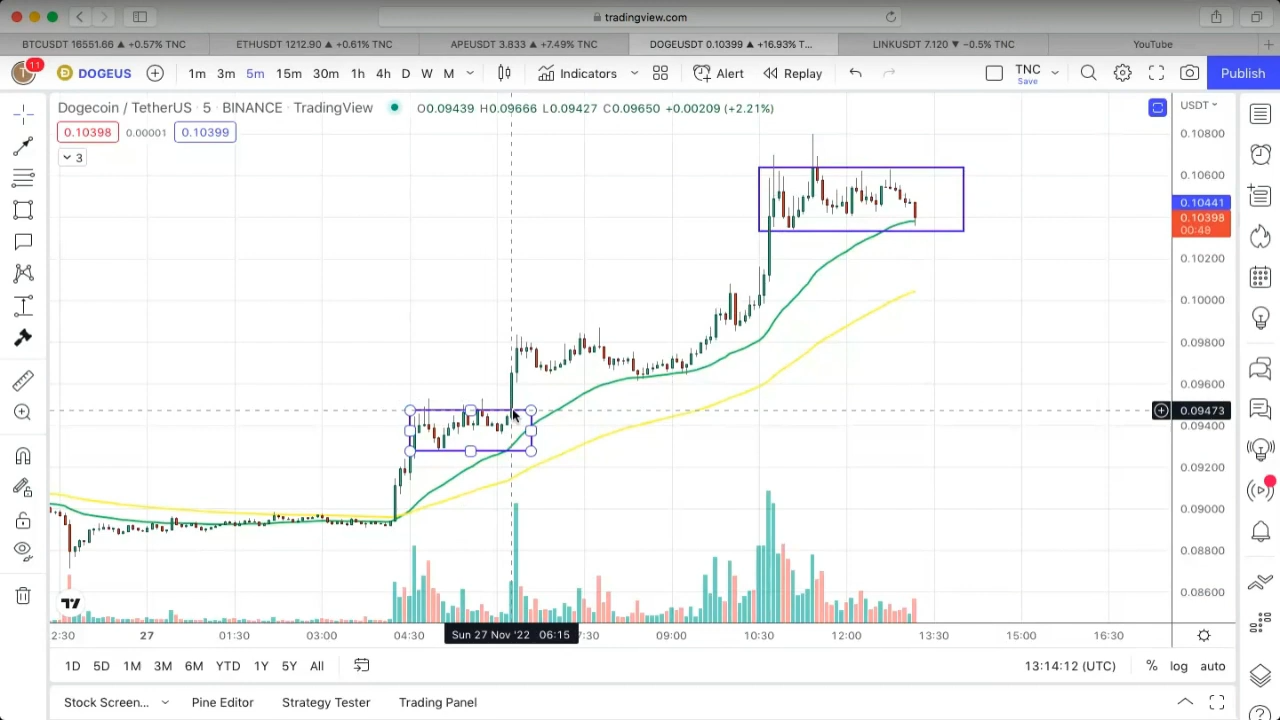 tradingview.com
BTCUSDT 16551.66 ▲ +0.57% TNC
ETHUSDT 1212.90 ▲ +0.61% TNC
APEUSDT 3.833 ▲ +7.49% TNC
DOGEUSDT 0.10399 ▲ +16.93% T...
LINKUSDT 7.120 ▼ −0.5% TNC
YouTube
T 11 DOGEUS 1m 3m 5m 15m 30m 1h 4h D W M Indicators Alert Replay TNC Save Publish
Dogecoin / TetherUS · 5 · BINANCE · TradingView O0.09439 H0.09666 L0.09427 C0.09650 +0.00209 (+2.21%)
USDT
0.10398 0.00001 0.10399
3
0.10800
0.10600
0.10441
0.10398
00:48
0.10200
0.10000
0.09800
0.09600
0.09473
0.09400
0.09200
0.09000
0.08800
0.08600
2:30 27 01:30 03:00 04:30 Sun 27 Nov '22 06:15 7:30 09:00 10:30 12:00 13:30 15:00 16:30
1D 5D 1M 3M 6M YTD 1Y 5Y All 13:14:12 (UTC) % log auto
Stock Screen... Pine Editor Strategy Tester Trading Panel